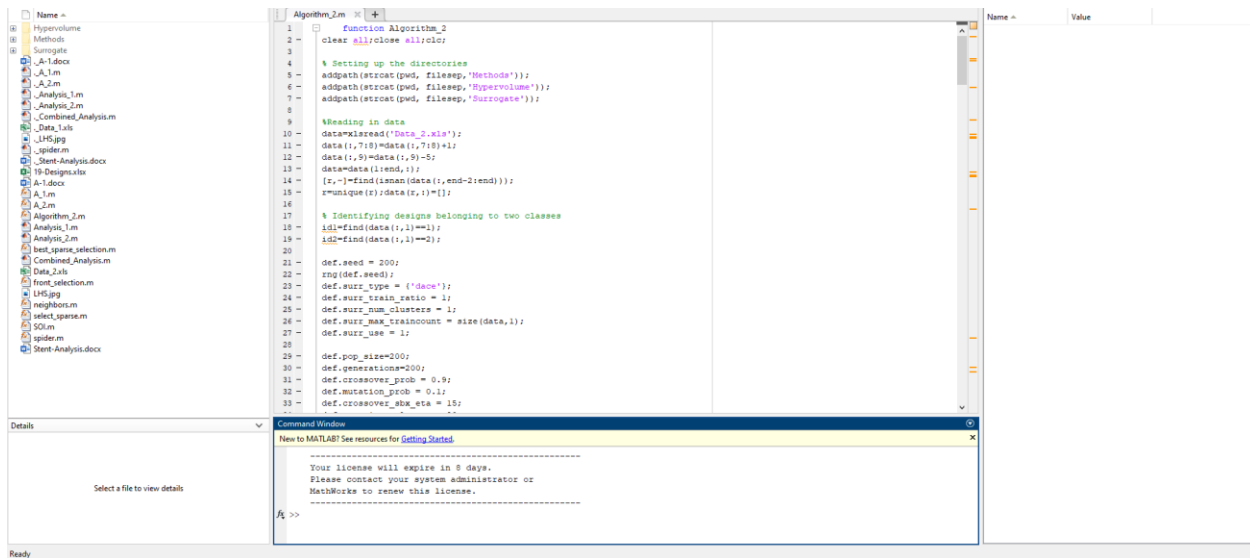 Name
Hypervolume
Methods
Surrogate
._A-1.docx
._A_1.m
._A_2.m
._Analysis_1.m
._Analysis_2.m
._Combined_Analysis.m
._Data_1.xls
._LHS.jpg
._spider.m
._Stent-Analysis.docx
19-Designs.xlsx
A-1.docx
A_1.m
A_2.m
Algorithm_2.m
Analysis_1.m
Analysis_2.m
best_sparse_selection.m
Combined_Analysis.m
Data_2.xls
front_selection.m
LHS.jpg
neighbors.m
select_sparse.m
SOI.m
spider.m
Stent-Analysis.docx
Details
Select a file to view details
Ready
Algorithm_2.m
1 function Algorithm_2
2 - clear all;close all;clc;
3
4 % Setting up the directories
5 - addpath(strcat(pwd, filesep,'Methods'));
6 - addpath(strcat(pwd, filesep,'Hypervolume'));
7 - addpath(strcat(pwd, filesep,'Surrogate'));
8
9 %Reading in data
10 - data=xlsread('Data_2.xls');
11 - data(:,7:8)=data(:,7:8)+1;
12 - data(:,9)=data(:,9)-5;
13 - data=data(1:end,:);
14 - [r,~]=find(isnan(data(:,end-2:end)));
15 - r=unique(r);data(r,:)=[];
16
17 % Identifying designs belonging to two classes
18 - id1=find(data(:,1)==1);
19 - id2=find(data(:,1)==2);
20
21 - def.seed = 200;
22 - rng(def.seed);
23 - def.surr_type = {'dace'};
24 - def.surr_train_ratio = 1;
25 - def.surr_num_clusters = 1;
26 - def.surr_max_traincount = size(data,1);
27 - def.surr_use = 1;
28
29 - def.pop_size=200;
30 - def.generations=200;
31 - def.crossover_prob = 0.9;
32 - def.mutation_prob = 0.1;
33 - def.crossover_sbx_eta = 15;
Command Window
New to MATLAB? See resources for Getting Started.
----------------------------------------------------
Your license will expire in 8 days.
Please contact your system administrator or
MathWorks to renew this license.
----------------------------------------------------
fx >>
Name Value